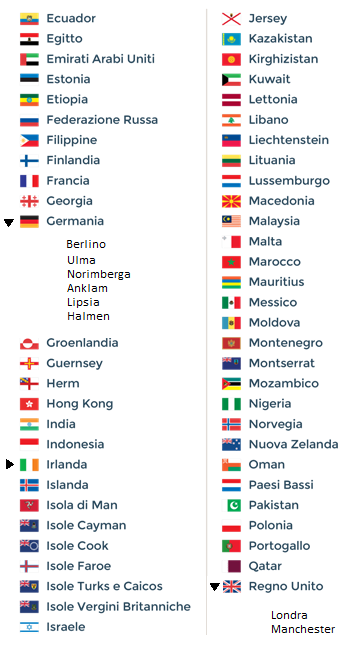 Ecuador
Egitto
Emirati Arabi Uniti
Estonia
Etiopia
Federazione Russa
Filippine
Finlandia
Francia
Georgia
Germania
Berlino
Ulma
Norimberga
Anklam
Lipsia
Halmen
Groenlandia
Guernsey
Herm
Hong Kong
India
Indonesia
Irlanda
Islanda
Isola di Man
Isole Cayman
Isole Cook
Isole Faroe
Isole Turks e Caicos
Isole Vergini Britanniche
Israele
Jersey
Kazakistan
Kirghizistan
Kuwait
Lettonia
Libano
Liechtenstein
Lituania
Lussemburgo
Macedonia
Malaysia
Malta
Marocco
Mauritius
Messico
Moldova
Montenegro
Montserrat
Mozambico
Nigeria
Norvegia
Nuova Zelanda
Oman
Paesi Bassi
Pakistan
Polonia
Portogallo
Qatar
Regno Unito
Londra
Manchester